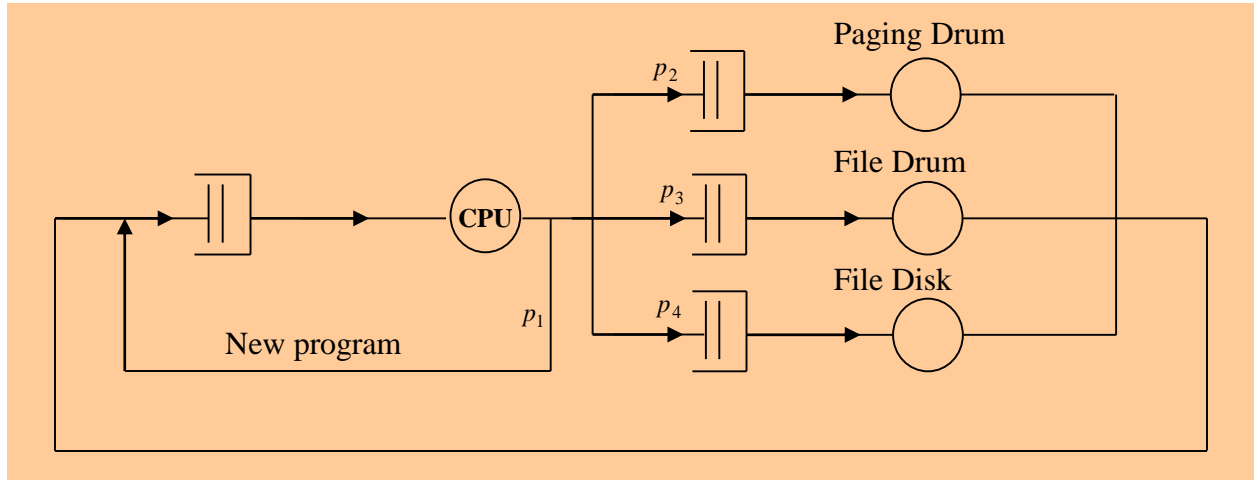 Paging Drum
p2
File Drum
p3
CPU
File Disk
p4
p1
New program